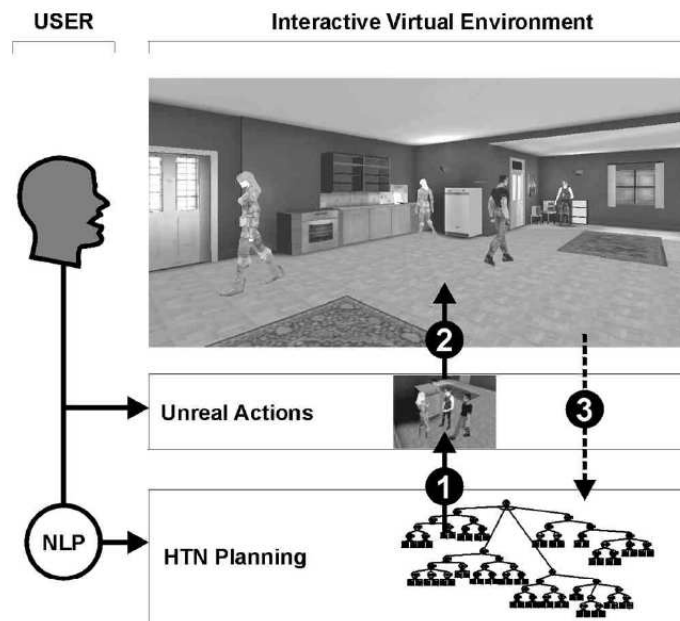 USER
Interactive Virtual Environment
2
Unreal Actions
3
1
NLP
HTN Planning